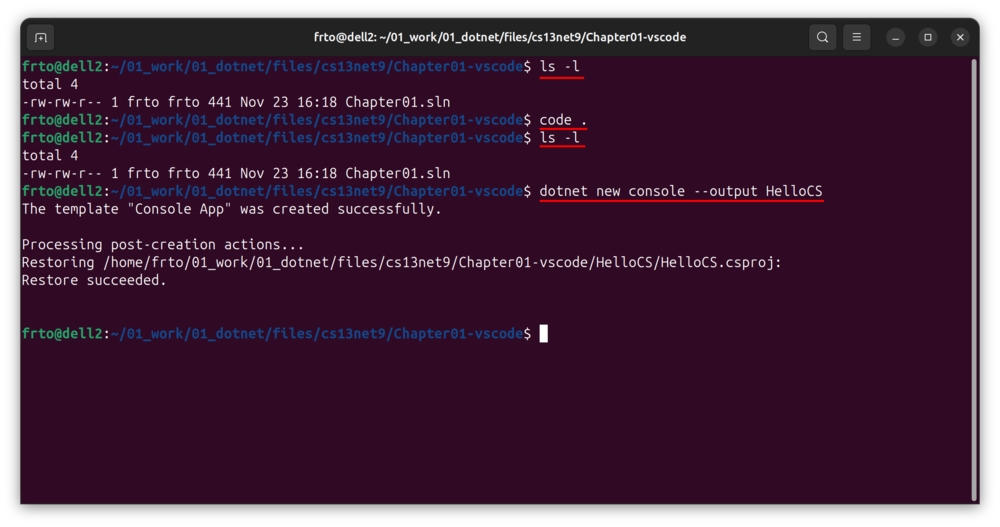 frto@dell2: ~/01_work/01_dotnet/files/cs13net9/Chapter01-vscode
frto@dell2:~/01_work/01_dotnet/files/cs13net9/Chapter01-vscode$ ls -l
total 4
-rw-rw-r-- 1 frto frto 441 Nov 23 16:18 Chapter01.sln
frto@dell2:~/01_work/01_dotnet/files/cs13net9/Chapter01-vscode$ code .
frto@dell2:~/01_work/01_dotnet/files/cs13net9/Chapter01-vscode$ ls -l
total 4
-rw-rw-r-- 1 frto frto 441 Nov 23 16:18 Chapter01.sln
frto@dell2:~/01_work/01_dotnet/files/cs13net9/Chapter01-vscode$ dotnet new console --output HelloCS
The template "Console App" was created successfully.
Processing post-creation actions...
Restoring /home/frto/01_work/01_dotnet/files/cs13net9/Chapter01-vscode/HelloCS/HelloCS.csproj:
Restore succeeded.
frto@dell2:~/01_work/01_dotnet/files/cs13net9/Chapter01-vscode$